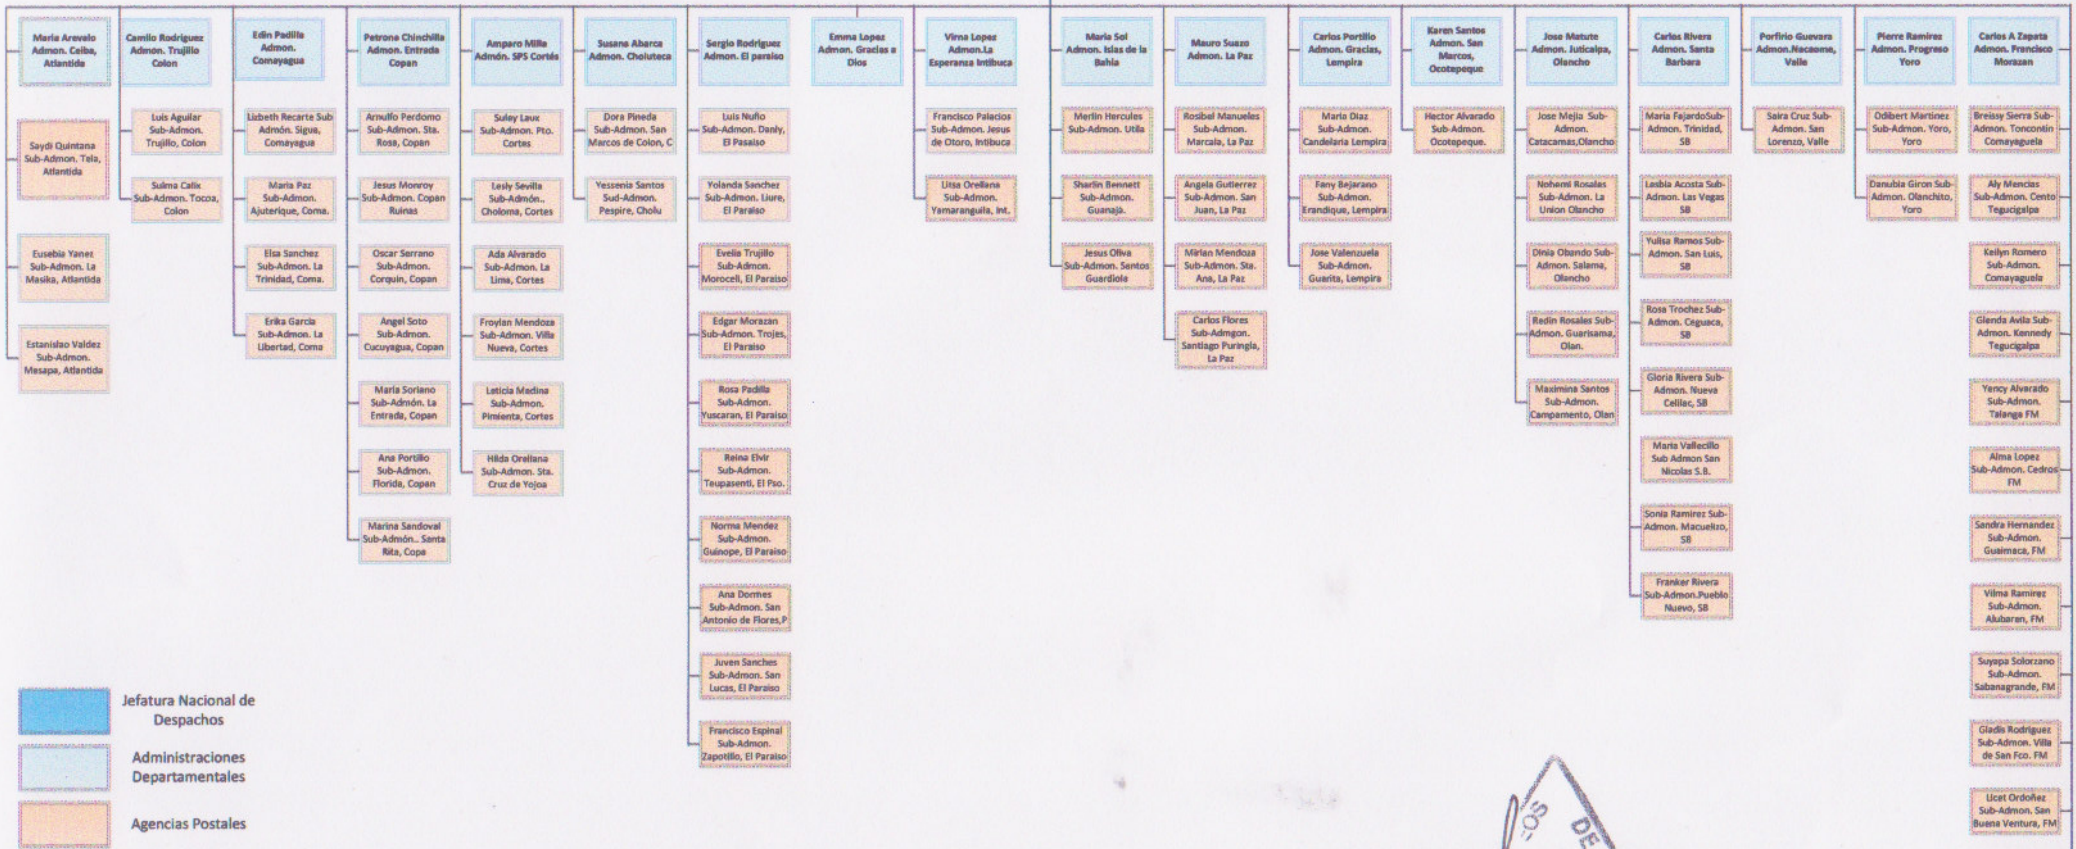 Maria Arevalo
Admon. Ceiba,
Atlantida
Saydi Quintana
Sub-Admon. Tela,
Atlantida
Eusebia Yanez
Sub-Admon. La
Masika, Atlantida
Estanislao Valdez
Sub-Admon.
Mesapa, Atlantida
Camilo Rodriguez
Admon. Trujillo
Colon
Luis Aguilar
Sub-Admon.
Trujillo, Colon
Sulma Calix
Sub-Admon. Tocoa,
Colon
Edin Padilla
Admon.
Comayagua
Lizbeth Recarte Sub
Admón. Sigua,
Comayagua
Maria Paz
Sub-Admon.
Ajuterique, Coma.
Elsa Sanchez
Sub-Admon. La
Trinidad, Coma.
Erika Garcia
Sub-Admon. La
Libertad, Coma
Petrona Chinchilla
Admon. Entrada
Copan
Arnulfo Perdomo
Sub-Admon. Sta.
Rosa, Copan
Jesus Monroy
Sub-Admon. Copan
Ruinas
Oscar Serrano
Sub-Admon.
Corquin, Copan
Angel Soto
Sub-Admon.
Cucuyagua, Copan
Maria Soriano
Sub-Admón. La
Entrada, Copan
Ana Portillo
Sub-Admon.
Florida, Copan
Marina Sandoval
Sub-Admón.. Santa
Rita, Copa
Amparo Milla
Admón. SPS Cortés
Sulay Laux
Sub-Admon. Pto.
Cortes
Lesly Sevilla
Sub-Admón..
Choloma, Cortes
Ada Alvarado
Sub-Admon. La
Lima, Cortes
Froylan Mendoza
Sub-Admon. Villa
Nueva, Cortes
Leticia Medina
Sub-Admon.
Pimienta, Cortes
Hilda Orellana
Sub-Admon. Sta.
Cruz de Yojoa
Susana Abarca
Admon. Choluteca
Dora Pineda
Sub-Admon. San
Marcos de Colon, C
Yessenia Santos
Sud-Admon.
Pespire, Cholu
Sergio Rodriguez
Admon. El paraiso
Luis Nuño
Sub-Admon. Danly,
El Pasaiso
Yolanda Sanchez
Sub-Admon. Liure,
El Paraiso
Evelia Trujillo
Sub-Admon.
Moroceli, El Paraiso
Edgar Morazan
Sub-Admon. Trojes,
El Paraiso
Rosa Padilla
Sub-Admon.
Yuscaran, El Paraiso
Reina Elvir
Sub-Admon.
Teupasenti, El Pso.
Norma Mendez
Sub-Admon.
Guinope, El Paraiso
Ana Dormes
Sub-Admon. San
Antonio de Flores,P
Juven Sanches
Sub-Admon. San
Lucas, El Paraiso
Francisco Espinal
Sub-Admon.
Zapotillo, El Paraiso
Emma Lopez
Admon. Gracias a
Dios
Virna Lopez
Admon.La
Esperanza Intibuca
Francisco Palacios
Sub-Admon. Jesus
de Otoro, Intibuca
Sub-Admon.
Yamaranguila, Int.
Maria Sol
Admon. Islas de la
Bahia
Merlin Hercules
Sub-Admon. Utila
Sharlin Bennett
Sub-Admon.
Guanaja.
Jesus Oliva
Sub-Admon. Santos
Guardiola
Mauro Suazo
Admon. La Paz
Rosibel Manueles
Sub-Admon.
Marcala, La Paz
Angela Gutierrez
Sub-Admon. San
Juan, La Paz
Mirian Mendoza
Sub-Admon. Sta.
Ana, La Paz
Carlos Flores
Sub-Admgon.
Santiago Puringla,
La Paz
Carlos Portillo
Admon. Gracias,
Lempira
Mario Diaz
Sub-Admon.
Candelaria Lempira
Fany Bejarano
Sub-Admon.
Erandique, Lempira
Jose Valenzuela
Sub-Admon.
Guarita, Lempira
Karen Santos
Admon. San
Marcos,
Ocotepeque
Hector Alvarado
Sub-Admon.
Ocotepeque.
Jose Matute
Admon. Juticalpa,
Olancho
Jose Mejia Sub-
Admon.
Catacamas,Olancho
Nohemi Rosales
Sub-Admon. La
Union Olancho
Dinia Obando Sub-
Admon. Salama,
Olancho
Redin Rosales Sub-
Admon. Guarisama,
Olan.
Maximina Santos
Sub-Admon.
Campamento, Olan
Carlos Rivera
Admon. Santa
Barbara
Maria FajardoSub-
Admon. Trinidad,
SB
Lesbia Acosta Sub-
Admon. Las Vegas
SB
Yulisa Ramos Sub-
Admon. San Luis,
SB
Rosa Trochez Sub-
Admon. Ceguaca,
SB
Gloria Rivera Sub-
Admon. Nueva
Celilac, SB
Maria Vallecillo
Sub Admon San
Nicolas S.B.
Sonia Ramirez Sub-
Admon. Macuelizo,
SB
Franker Rivera
Sub-Admon.Pueblo
Nuevo, SB
Porfirio Guevara
Admon.Nacaome,
Valle
Saira Cruz Sub-
Admon. San
Lorenzo, Valle
Pierre Ramirez
Admon. Progreso
Yoro
Odibert Martinez
Sub-Admon. Yoro,
Yoro
Danubia Giron Sub-
Admon. Olanchito,
Yoro
Carlos A Zapata
Admon. Francisco
Morazan
Breissy Sierra Sub-
Admon. Toncontin
Comayaguela
Aly Mencias
Sub-Admon. Cento
Tegucigalpa
Keilyn Romero
Sub-Admon.
Comayaguela
Glenda Avila Sub-
Admon. Kennedy
Tegucigalpa
Yency Alvarado
Sub-Admon.
Talanga FM
Alma Lopez
Sub-Admon. Cedros
FM
Sandra Hernandez
Sub-Admon.
Guaimaca, FM
Vilma Ramirez
Sub-Admon.
Alubaren, FM
Suyapa Solorzano
Sub-Admon.
Sabanagrande, FM
Gladis Rodriguez
Sub-Admon. Villa
de San Fco. FM
Licet Ordoñez
Sub-Admon. San
Buena Ventura, FM
Jefatura Nacional de
Despachos
Administraciones
Departamentales
Agencias Postales
OS
DE